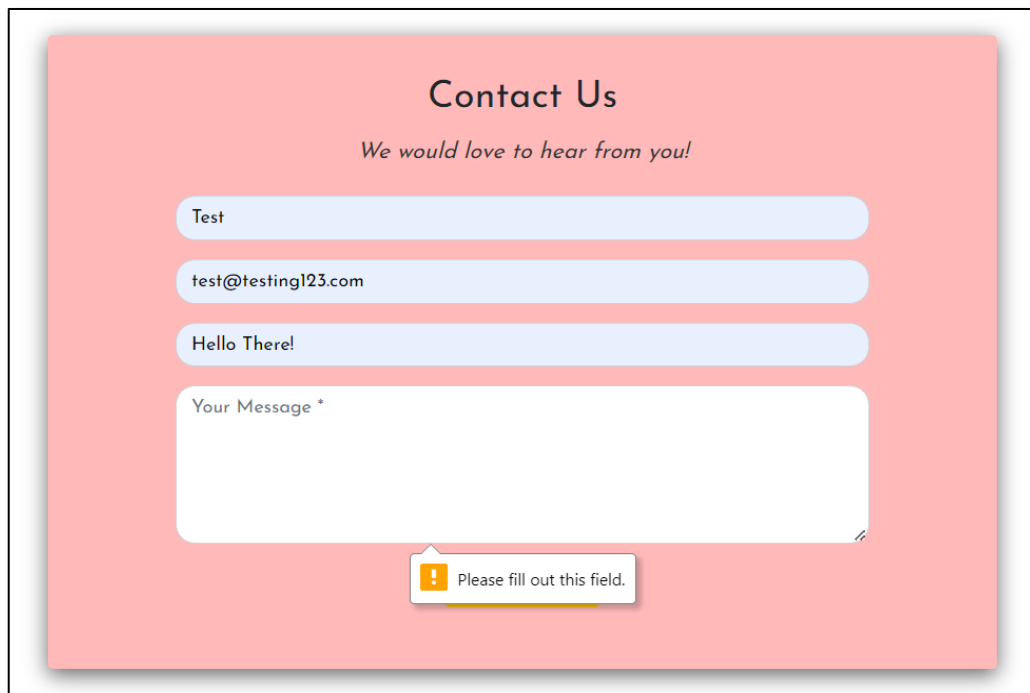 Contact Us
We would love to hear from you!
Test
test@testing123.com
Hello There!
Your Message *
! Please fill out this field.